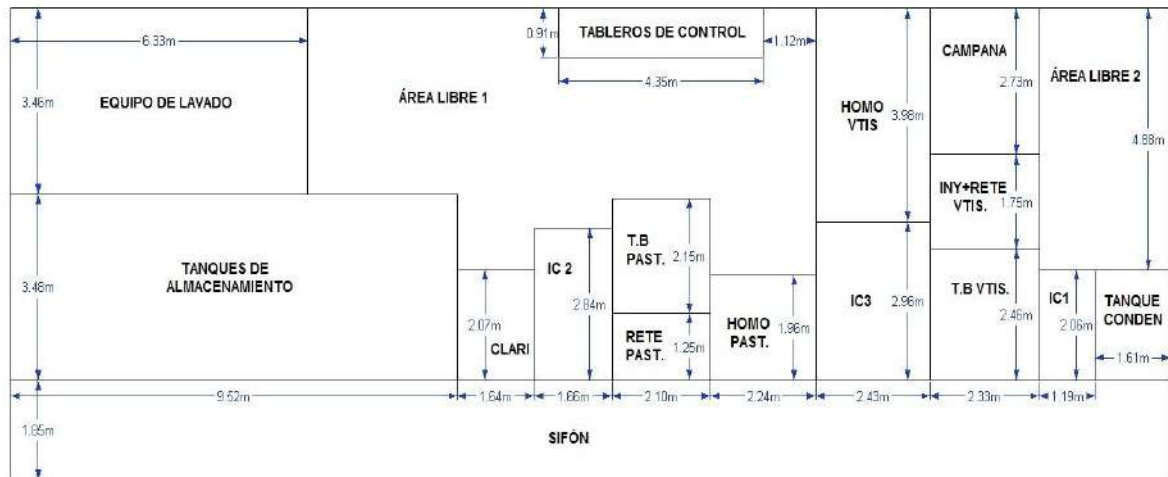 0.91m
TABLEROS DE CONTROL
1.12m
6.33m
4.35m
CAMPANA
2.73m
ÁREA LIBRE 2
3.46m
EQUIPO DE LAVADO
ÁREA LIBRE 1
HOMO
VTIS
3.98m
4.88m
INY+RETE
VTIS.
1.75m
TANQUES DE
ALMACENAMIENTO
3.48m
IC 2
T.B
PAST.
2.15m
2.84m
IC3
2.96m
T.B VTIS.
2.46m
IC1
2.06m
TANQUE
CONDEN
2.07m
CLARI
RETE
PAST.
1.25m
HOMO
PAST.
1.96m
1.61m
9.52m
1.64m
1.66m
2.10m
2.24m
2.43m
2.33m
1.19m
1.85m
SIFÓN